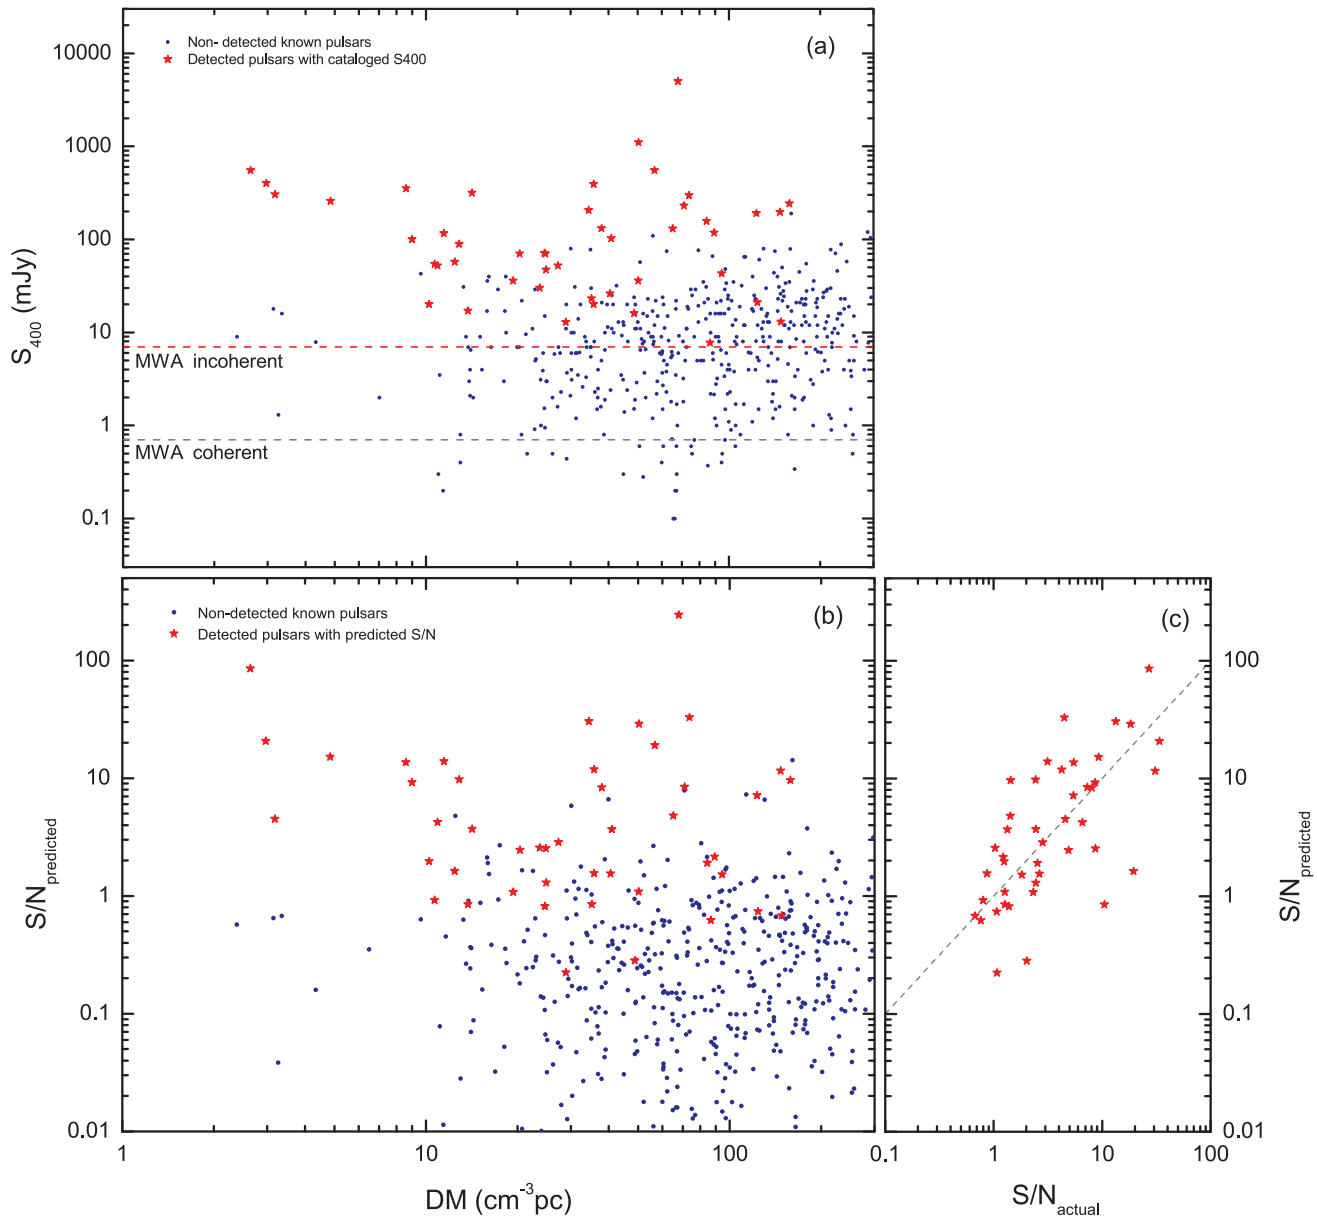 (a)
Non- detected known pulsars
Detected pulsars with cataloged S400
10000
1000
100
10
1
0.1
S400 (mJy)
MWA incoherent
MWA coherent
(b)
Non-detected known pulsars
Detected pulsars with predicted S/N
100
10
1
0.1
0.01
S/Npredicted
1
10
100
DM (cm-3pc)
(c)
100
10
1
0.1
0.01
S/Npredicted
0.1
1
10
100
S/Nactual